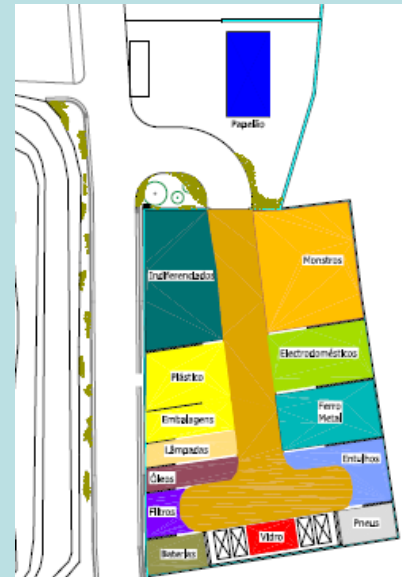 Papelão
Indiferenciados
Monstros
Electrodomésticos
Plástico
Ferro
Metal
Embalagens
Lâmpadas
Entulhos
Óleos
Filtros
Pneus
Vidro
Baterias